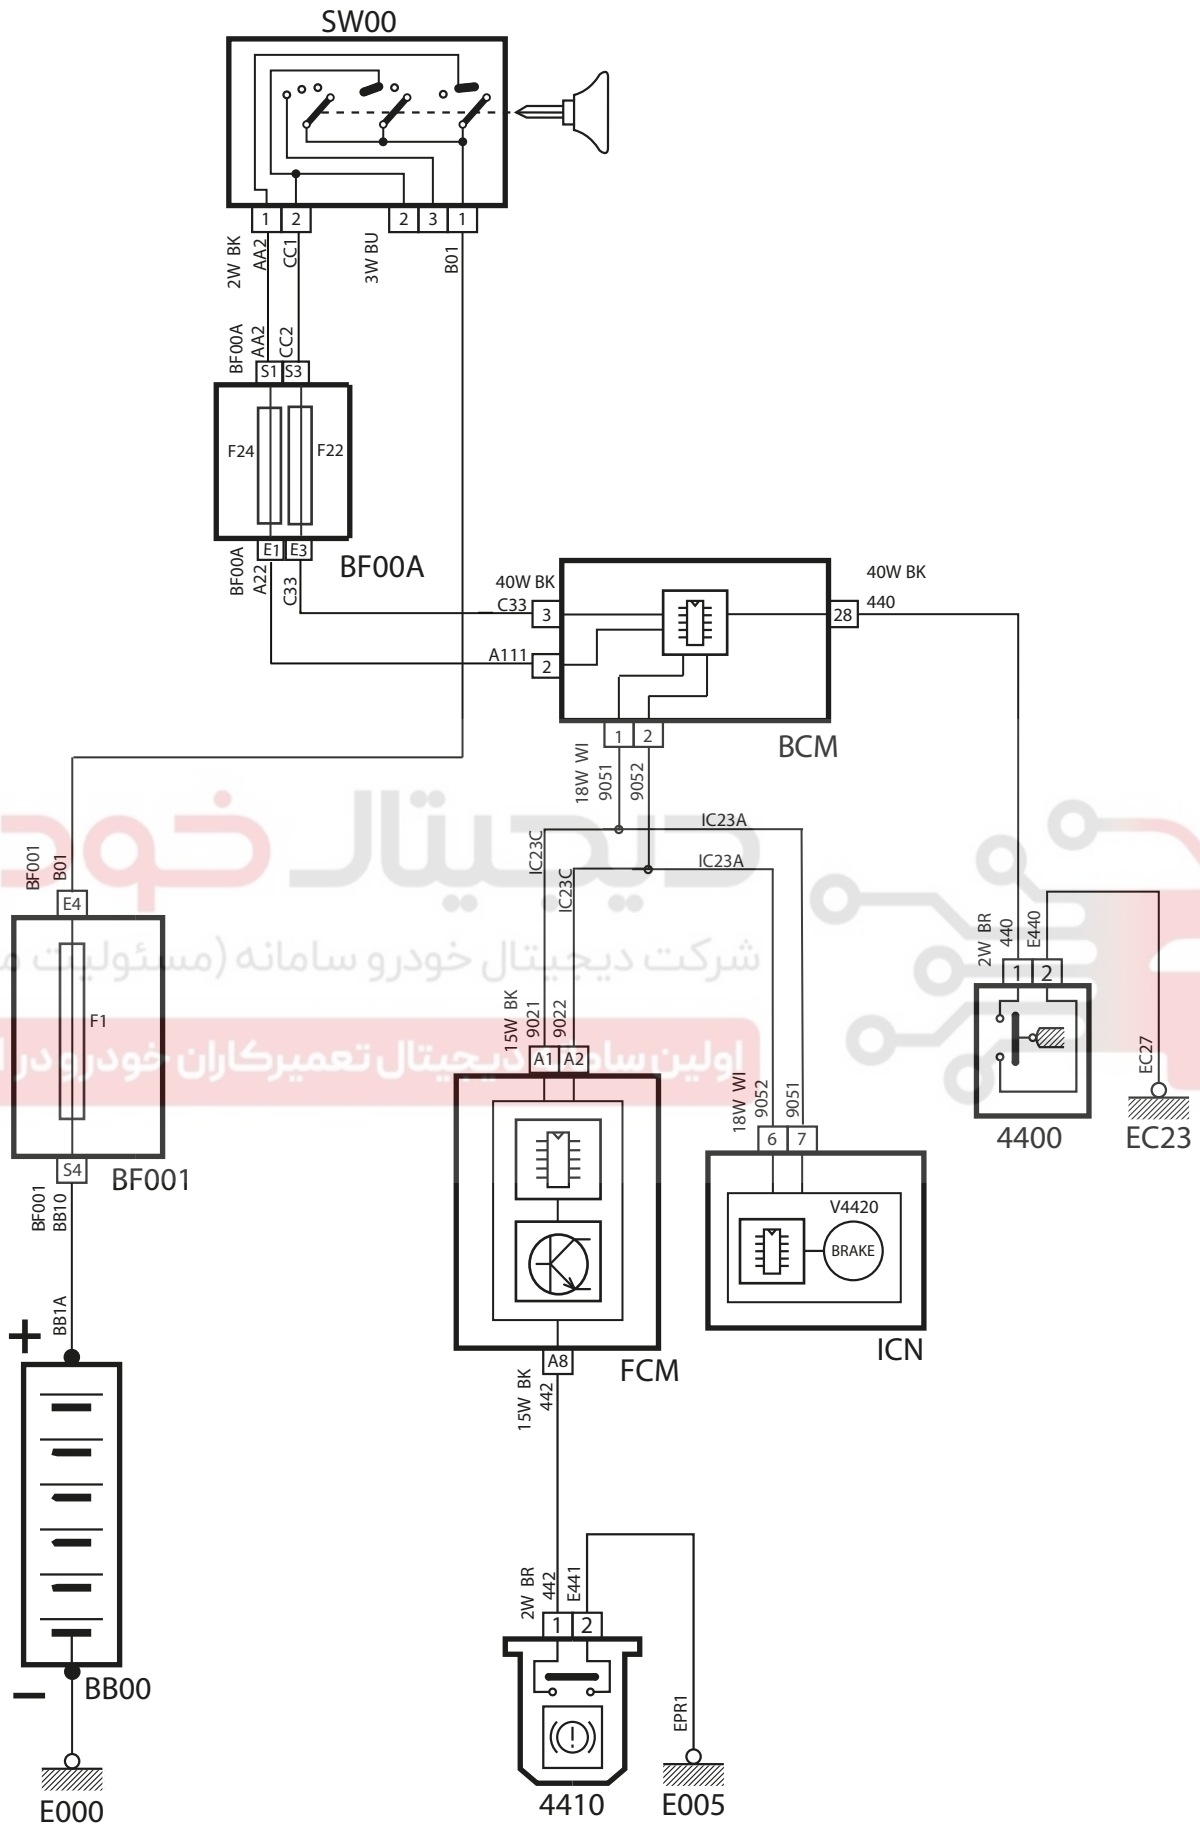 SW00
1 2 2 3 1
2W BK
AA2
CC1
3W BU
B01
BF00A
AA2
CC2
S1 S3
F24
F22
E1 E3
BF00A
BF00A
A22
C33
40W BK
C33
3
A111
2
28
40W BK
440
1 2
BCM
18W WI
9051
9052
IC23A
IC23A
IC23C
IC23C
دیجیتال خودرو
شرکت دیجیتال خودرو سامانه (مسئولیت
اولین سامانه دیجیتال تعمیرکاران خودرو در
BF001
B01
E4
F1
S4
BF001
BF001
BB10
BB1A
+
−
BB00
E000
15W BK
9021
9022
A1 A2
A8
FCM
15W BK
442
18W WI
9052
9051
6 7
V4420
BRAKE
ICN
2W BR
440
E440
1 2
4400
EC27
EC23
2W BR
442
E441
1 2
4410
EPR1
E005